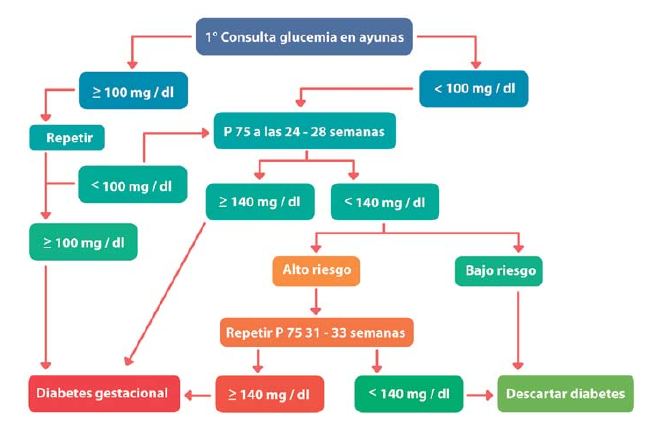 1° Consulta glucemia en ayunas
≥ 100 mg / dl
< 100 mg / dl
Repetir
P 75 a las 24 - 28 semanas
< 100 mg / dl
≥ 140 mg / dl
< 140 mg / dl
≥ 100 mg / dl
Alto riesgo
Bajo riesgo
Repetir P 75 31 - 33 semanas
Diabetes gestacional
≥ 140 mg / dl
< 140 mg / dl
Descartar diabetes